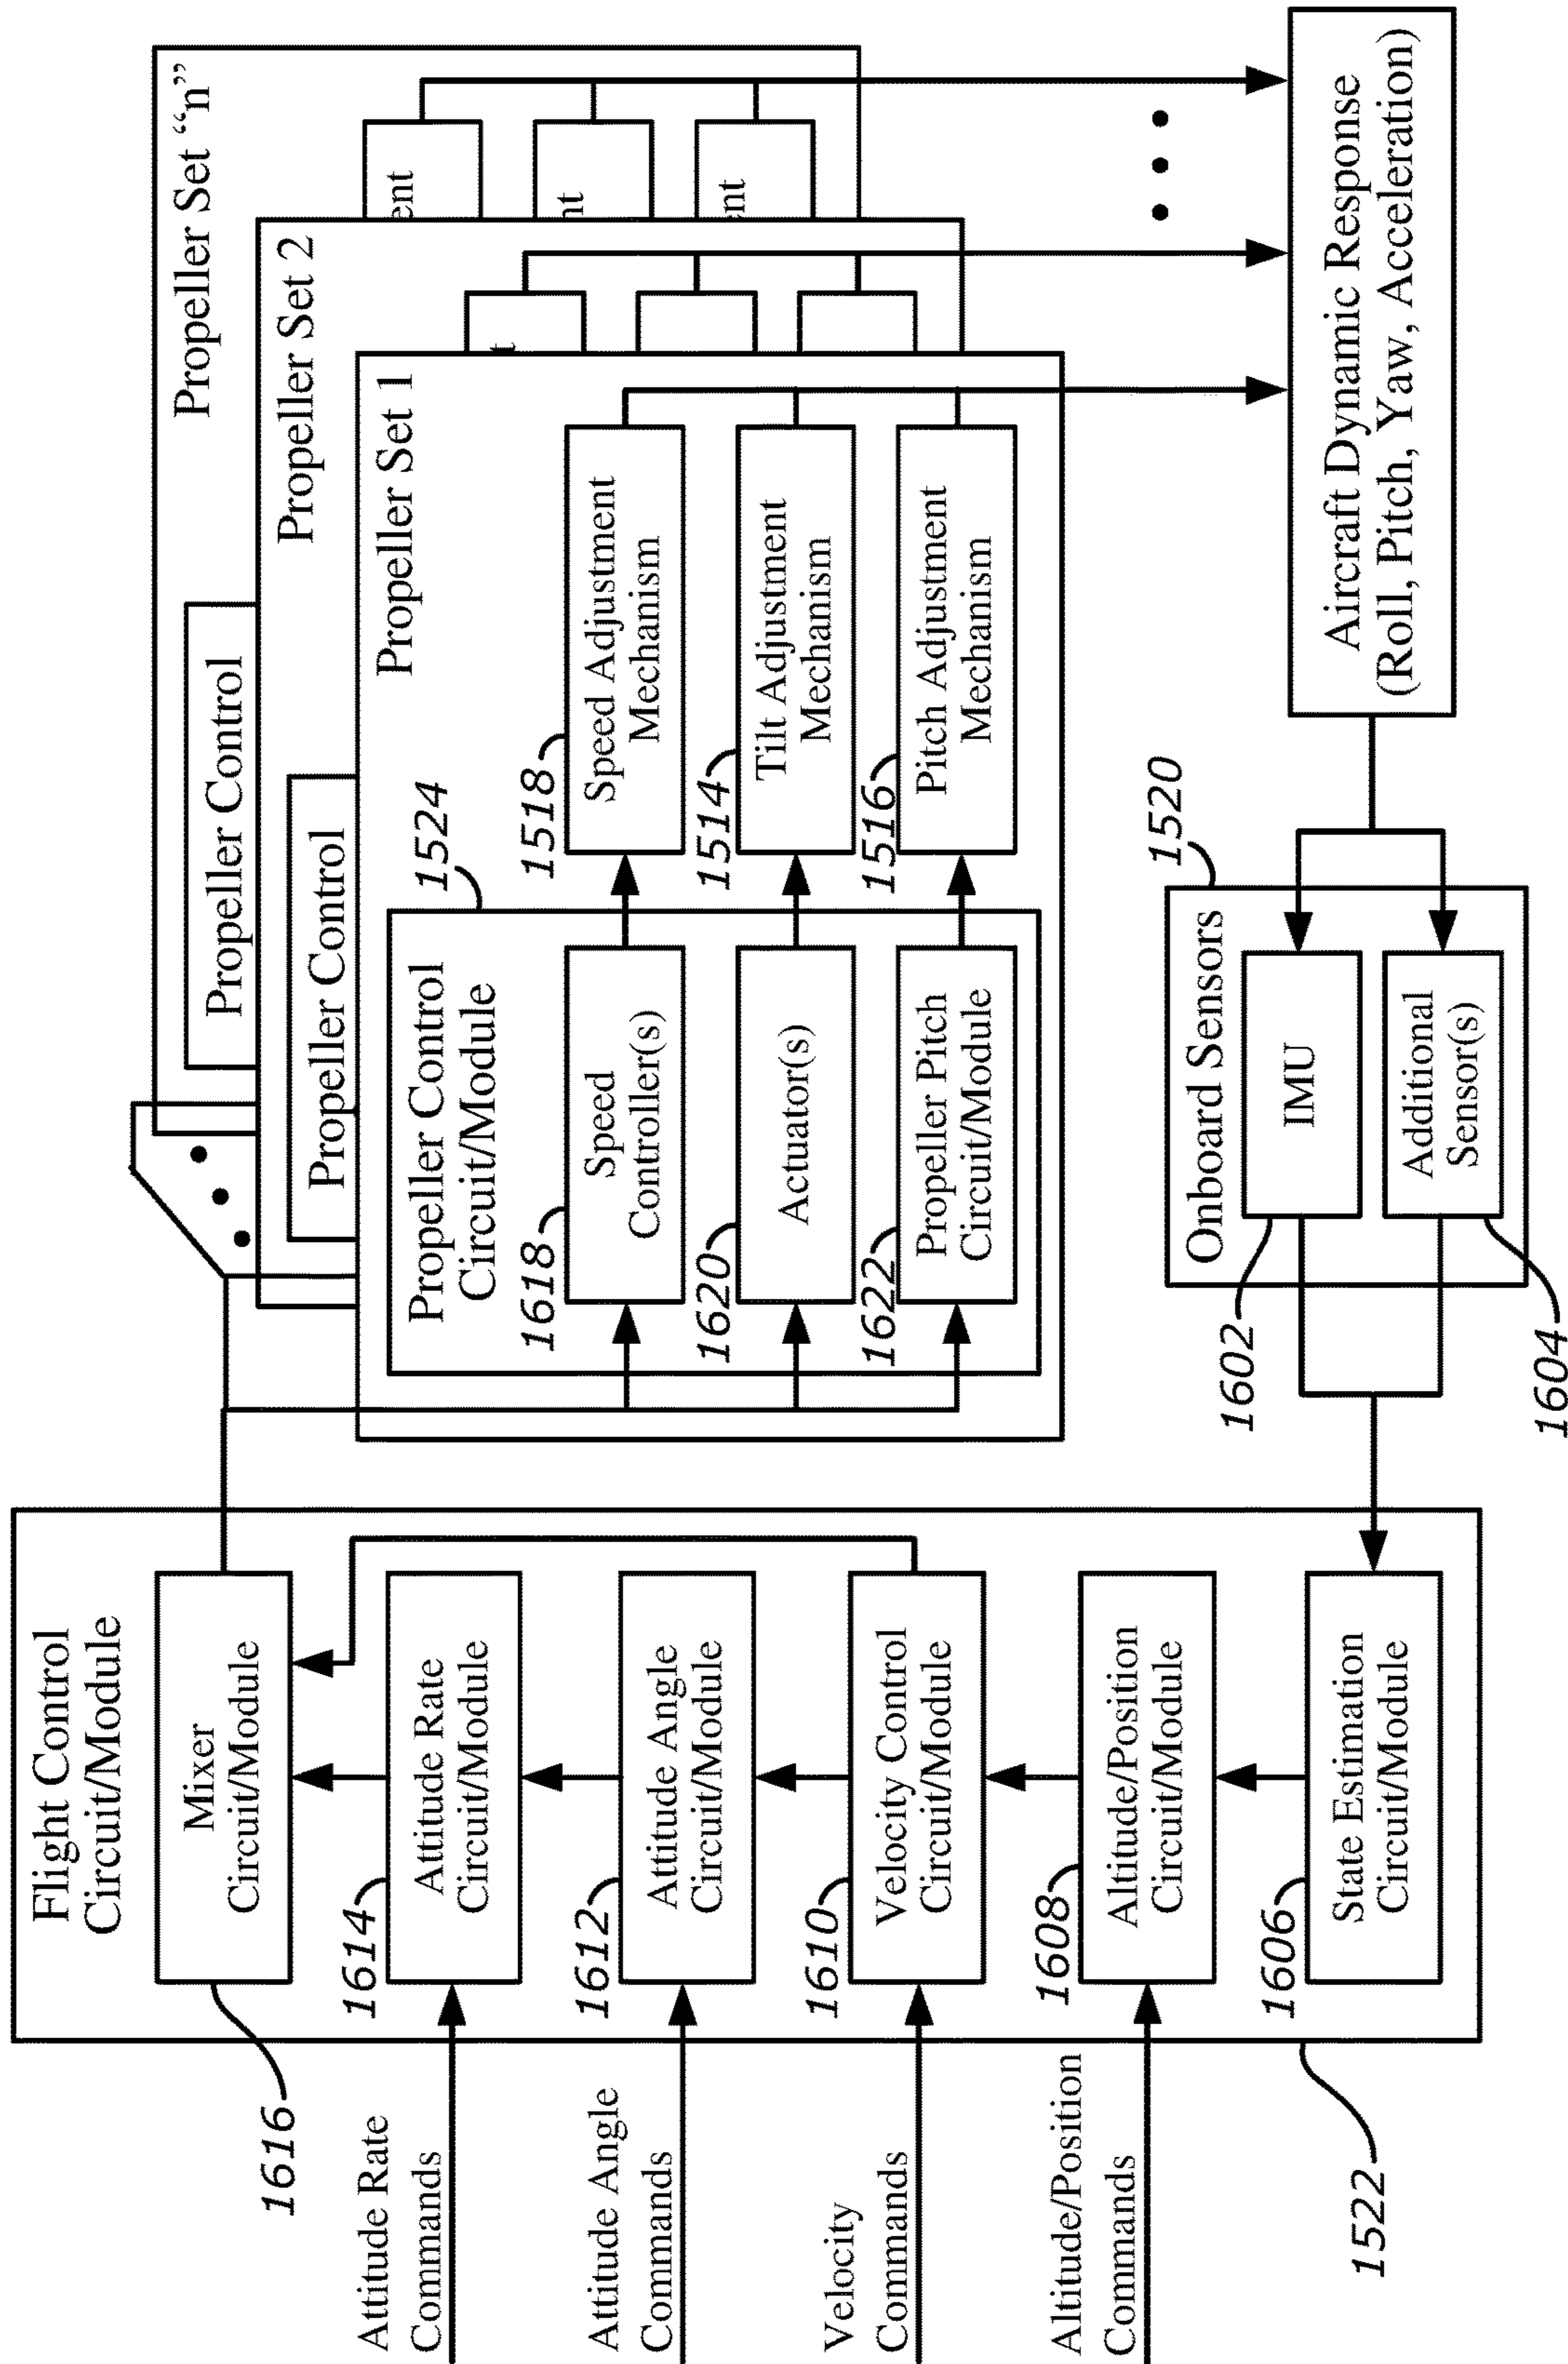 Flight Control
Circuit/Module
Mixer
Circuit/Module
1616
Attitude Rate
Circuit/Module
1614
Attitude Rate
Commands
Attitude Angle
Circuit/Module
1612
Attitude Angle
Commands
Velocity Control
Circuit/Module
1610
Velocity
Commands
Altitude/Position
Circuit/Module
1608
Altitude/Position
Commands
State Estimation
Circuit/Module
1606
1522
Propeller Set “n”
Propeller Control
ent
nt
ent
Propeller Set 2
Propeller Control
t
Propeller Set 1
Propeller Control
Circuit/Module
1524
Speed
Controller(s)
1618
Speed Adjustment
Mechanism
1518
Actuator(s)
1620
Tilt Adjustment
Mechanism
1514
Propeller Pitch
Circuit/Module
1622
Pitch Adjustment
Mechanism
1516
Onboard Sensors
1520
IMU
1602
Additional
Sensor(s)
1604
Aircraft Dynamic Response
(Roll, Pitch, Yaw, Acceleration)